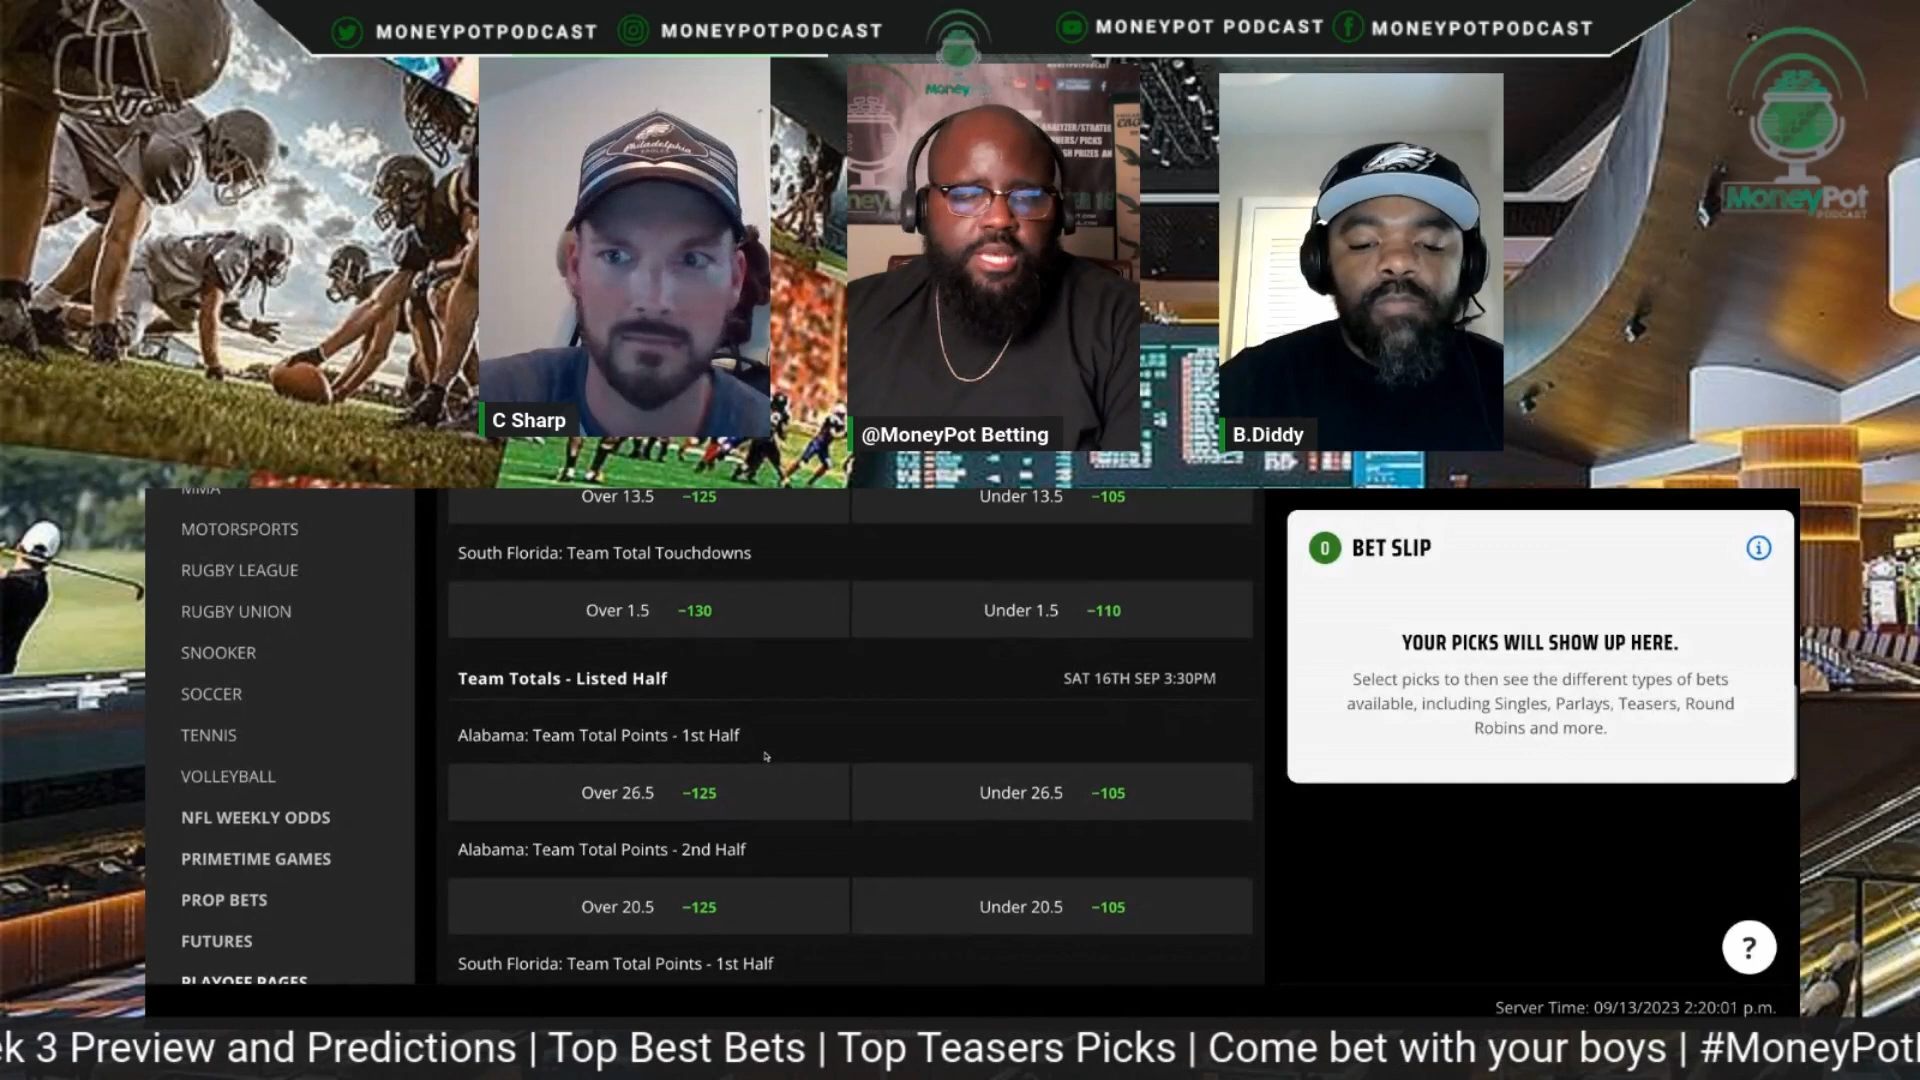 MONEYPOTPODCAST
MONEYPOTPODCAST
MONEYPOT PODCAST
MONEYPOTPODCAST
MoneyPot
PODCAST
Philadelphia
EAGLES
C Sharp
@MoneyPot Betting
B.Diddy
MMA
MOTORSPORTS
RUGBY LEAGUE
RUGBY UNION
SNOOKER
SOCCER
TENNIS
VOLLEYBALL
NFL WEEKLY ODDS
PRIMETIME GAMES
PROP BETS
FUTURES
PLAYOFF PAGES
Over 13.5 −125 Under 13.5 −105
South Florida: Team Total Touchdowns
Over 1.5 −130 Under 1.5 −110
Team Totals - Listed Half SAT 16TH SEP 3:30PM
Alabama: Team Total Points - 1st Half
Over 26.5 −125 Under 26.5 −105
Alabama: Team Total Points - 2nd Half
Over 20.5 −125 Under 20.5 −105
South Florida: Team Total Points - 1st Half
0 BET SLIP
YOUR PICKS WILL SHOW UP HERE.
Select picks to then see the different types of bets
available, including Singles, Parlays, Teasers, Round
Robins and more.
?
Server Time: 09/13/2023 2:20:01 p.m.
k 3 Preview and Predictions | Top Best Bets | Top Teasers Picks | Come bet with your boys | #MoneyPot